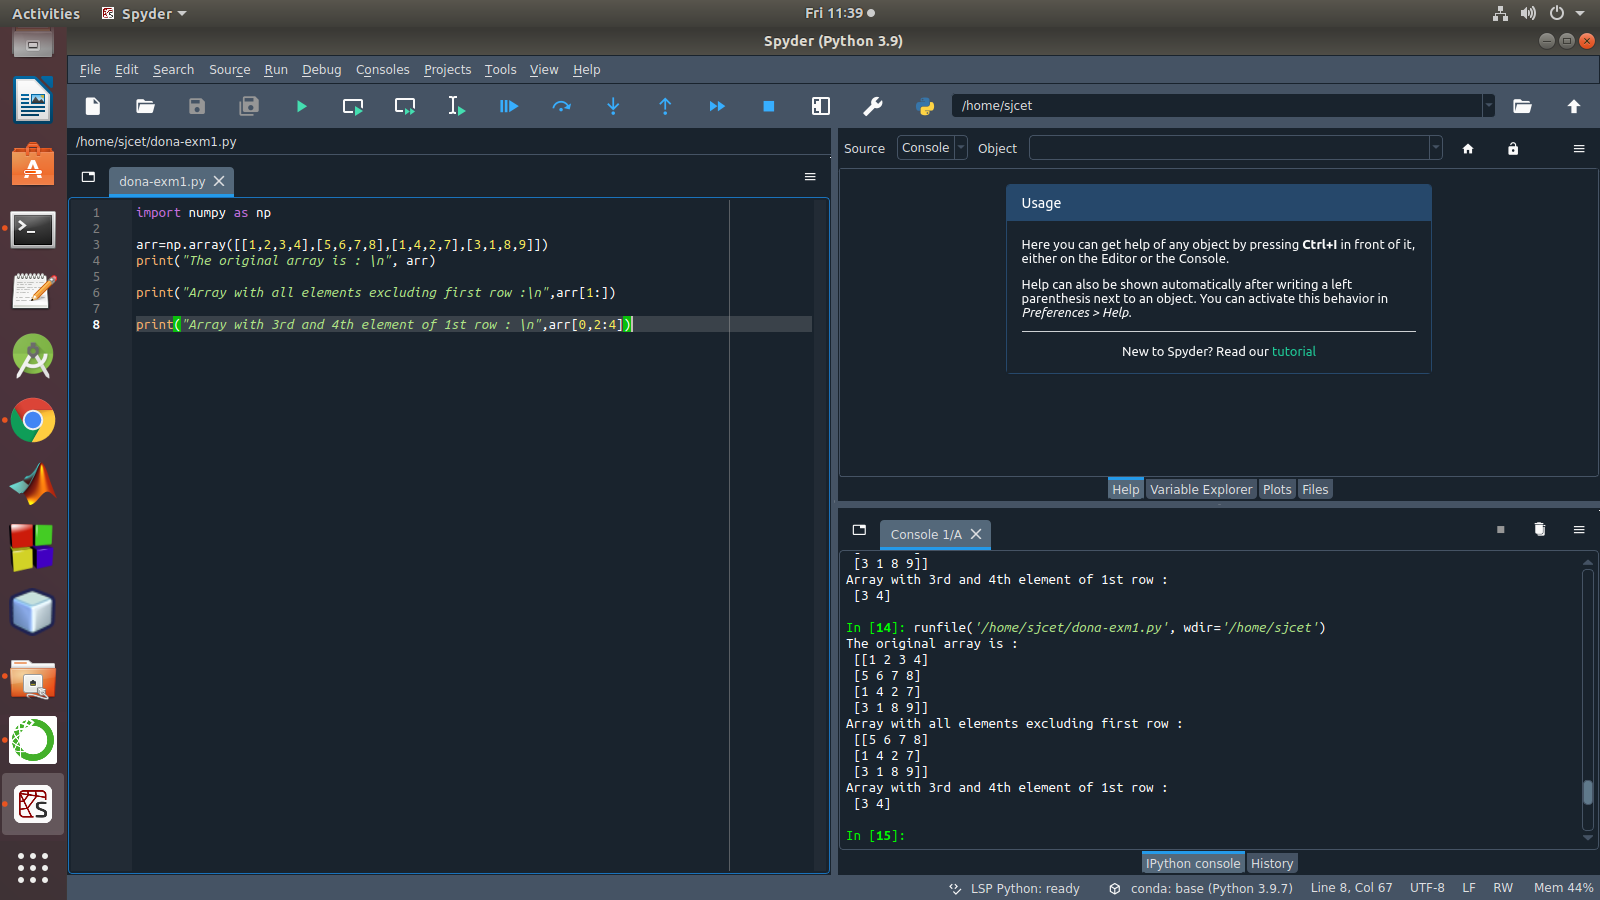 Activities Spyder Fri 11:39
Spyder (Python 3.9)
File Edit Search Source Run Debug Consoles Projects Tools View Help
/home/sjcet
/home/sjcet/dona-exm1.py
dona-exm1.py
1 import numpy as np
2
3 arr=np.array([[1,2,3,4],[5,6,7,8],[1,4,2,7],[3,1,8,9]])
4 print("The original array is : \n", arr)
5
6 print("Array with all elements excluding first row :\n",arr[1:])
7
8 print("Array with 3rd and 4th element of 1st row : \n",arr[0,2:4])
Source Console Object
Usage
Here you can get help of any object by pressing Ctrl+I in front of it,
either on the Editor or the Console.
Help can also be shown automatically after writing a left
parenthesis next to an object. You can activate this behavior in
Preferences > Help.
New to Spyder? Read our tutorial
Help Variable Explorer Plots Files
Console 1/A
[3 1 8 9]]
Array with 3rd and 4th element of 1st row :
[3 4]
In [14]: runfile('/home/sjcet/dona-exm1.py', wdir='/home/sjcet')
The original array is :
[[1 2 3 4]
[5 6 7 8]
[1 4 2 7]
[3 1 8 9]]
Array with all elements excluding first row :
[[5 6 7 8]
[1 4 2 7]
[3 1 8 9]]
Array with 3rd and 4th element of 1st row :
[3 4]
In [15]:
IPython console History
LSP Python: ready conda: base (Python 3.9.7) Line 8, Col 67 UTF-8 LF RW Mem 44%